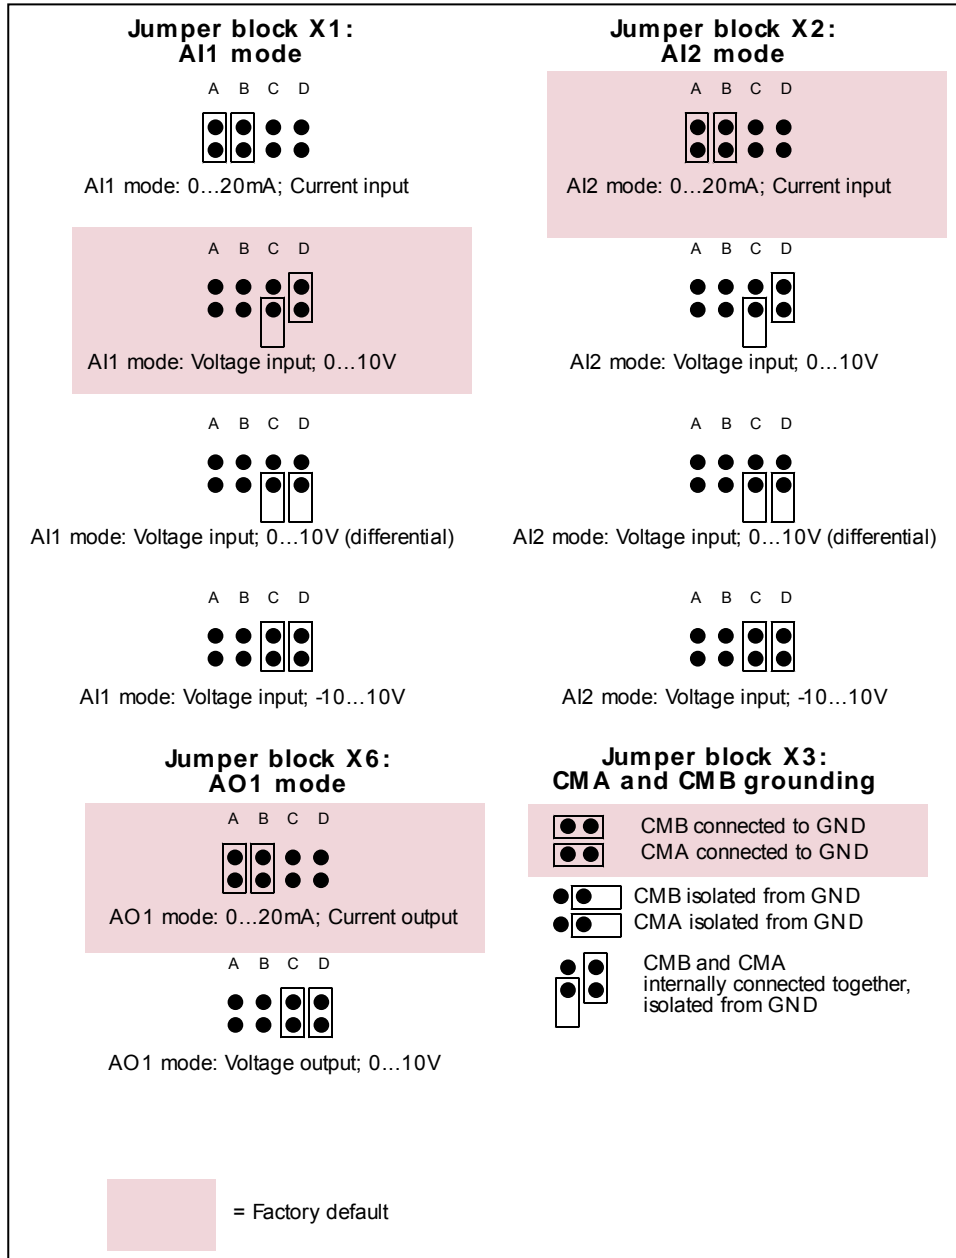 Jumper block X1:
AI1 mode
A B C D
AI1 mode: 0...20mA; Current input
A B C D
AI1 mode: Voltage input; 0...10V
A B C D
AI1 mode: Voltage input; 0...10V (differential)
A B C D
AI1 mode: Voltage input; -10...10V
Jumper block X2:
AI2 mode
A B C D
AI2 mode: 0...20mA; Current input
A B C D
AI2 mode: Voltage input; 0...10V
A B C D
AI2 mode: Voltage input; 0...10V (differential)
A B C D
AI2 mode: Voltage input; -10...10V
Jumper block X6:
AO1 mode
A B C D
AO1 mode: 0...20mA; Current output
A B C D
AO1 mode: Voltage output; 0...10V
Jumper block X3:
CMA and CMB grounding
CMB connected to GND
CMA connected to GND
CMB isolated from GND
CMA isolated from GND
CMB and CMA
internally connected together,
isolated from GND
= Factory default